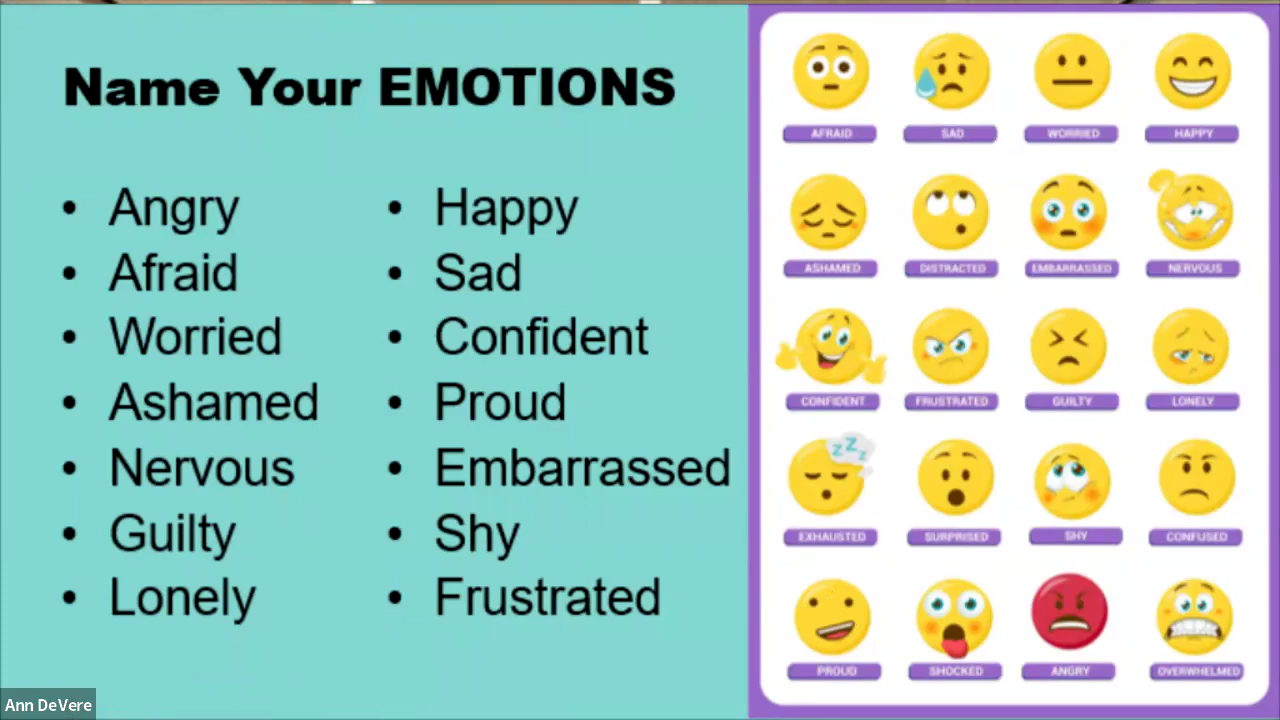 Name Your EMOTIONS
• Angry
• Afraid
• Worried
• Ashamed
• Nervous
• Guilty
• Lonely
• Happy
• Sad
• Confident
• Proud
• Embarrassed
• Shy
• Frustrated
AFRAID SAD WORRIED HAPPY
ASHAMED DISTRACTED EMBARRASSED NERVOUS
CONFIDENT FRUSTRATED GUILTY LONELY
zzz
EXHAUSTED SURPRISED SHY CONFUSED
PROUD SHOCKED ANGRY OVERWHELMED
Ann DeVere